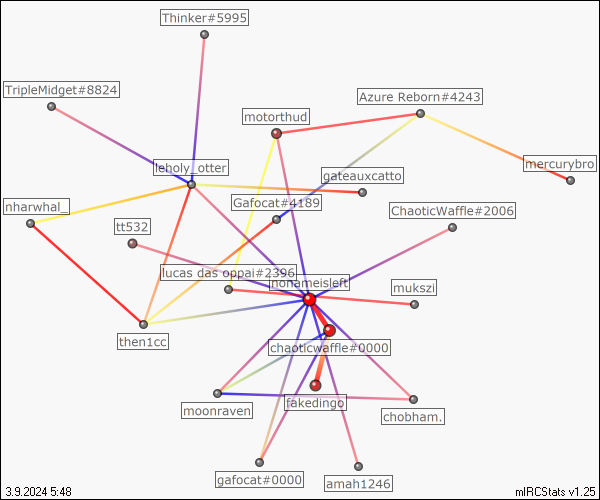 Thinker#5995
TripleMidget#8824
Azure Reborn#4243
motorthud
leholy_otter
mercurybro
gateauxcatto
nharwhal_
Gafocat#4189
ChaoticWaffle#2006
tt532
lucas das oppai#2396
nonameisleft
mukszi
then1cc
chaoticwaffle#0000
moonraven
fakedingo
chobham.
gafocat#0000
amah1246
3.9.2024 5:48
mIRCStats v1.25